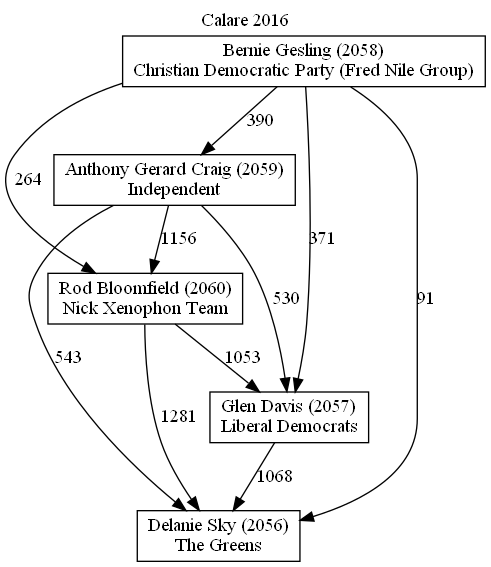 Calare 2016
Bernie Gesling (2058)
Christian Democratic Party (Fred Nile Group)
390
Anthony Gerard Craig (2059)
Independent
264
1156
371
91
Rod Bloomfield (2060)
Nick Xenophon Team
530
543
1053
1281
Glen Davis (2057)
Liberal Democrats
1068
Delanie Sky (2056)
The Greens